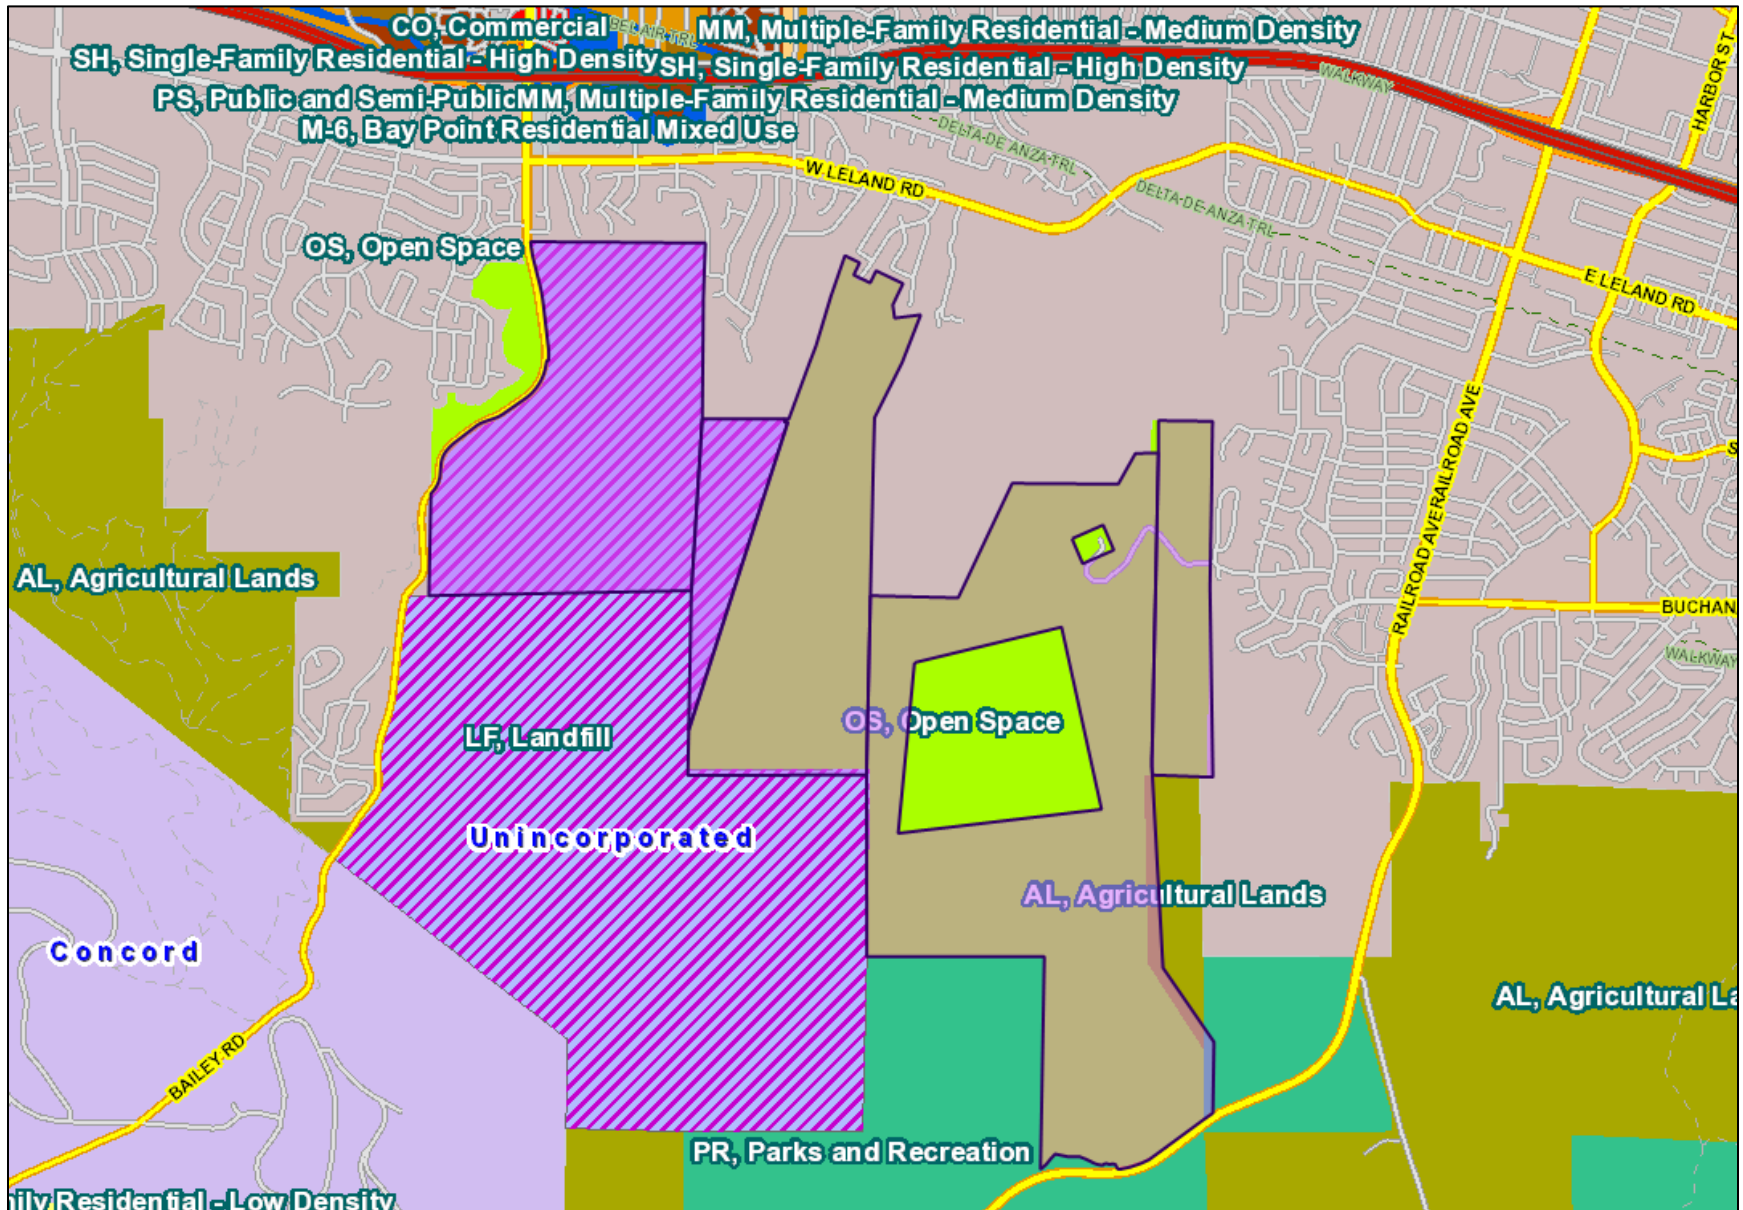 CO, Commercial
BEL AIR TRL
MM, Multiple-Family Residential - Medium Density
SH, Single-Family Residential - High Density
SH, Single-Family Residential - High Density
WALKWAY
HARBOR ST
PS, Public and Semi-Public
MM, Multiple-Family Residential - Medium Density
M-6, Bay Point Residential Mixed Use
DELTA-DE ANZA-TRL
W LELAND RD
DELTA-DE-ANZA-TRL
OS, Open Space
E LELAND RD
RAILROAD AVE
RAILROAD AVE
S
AL, Agricultural Lands
BUCHAN
WALKWAY
OS, Open Space
LF, Landfill
Unincorporated
AL, Agricultural Lands
Concord
AL, Agricultural La
BAILEY RD
PR, Parks and Recreation
ily Residential - Low Density